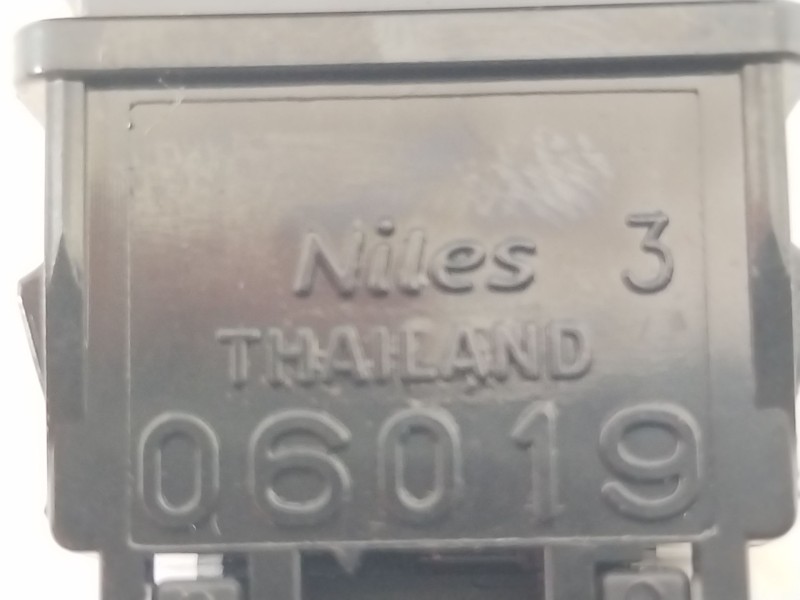 Niles 3
THAILAND
06019